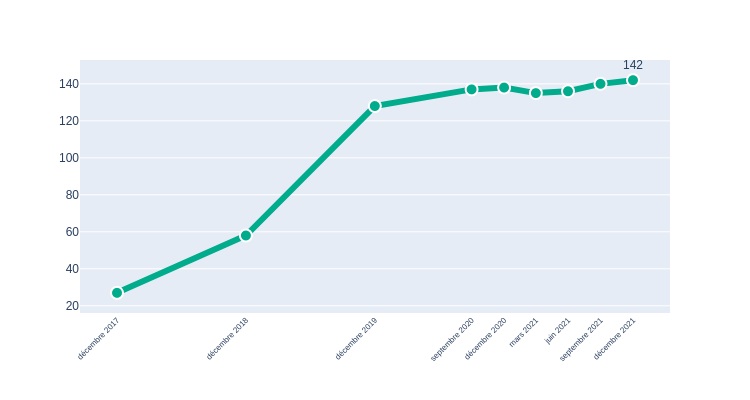 142
140
120
100
80
60
40
20
décembre 2017
décembre 2018
décembre 2019
septembre 2020
décembre 2020
mars 2021
juin 2021
septembre 2021
décembre 2021